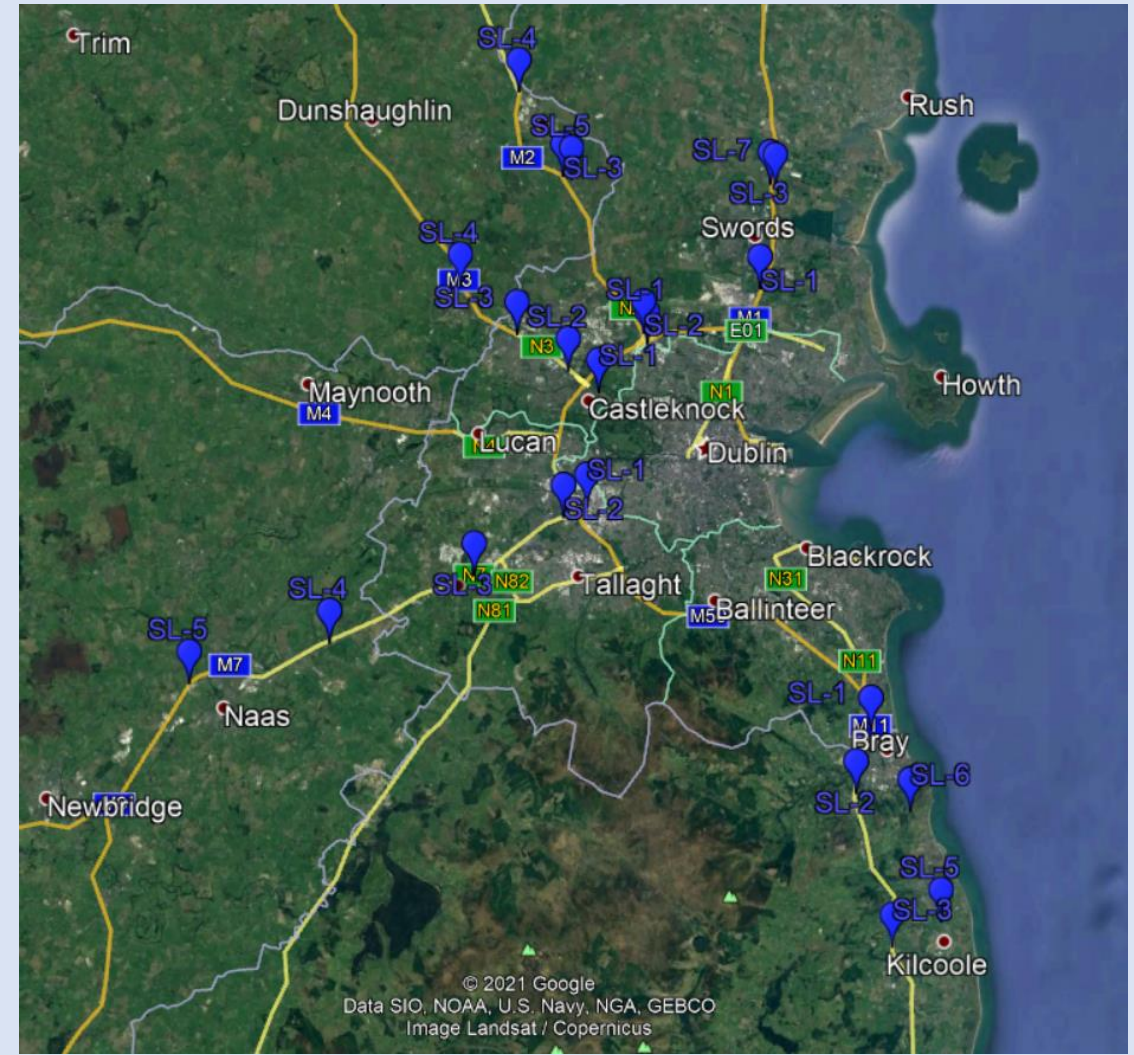 Trim
SL-4
Dunshaughlin
Rush
SL-5
M2
SL-3
SL-7
SL-3
Swords
SL-4
M3
SL-3
SL-1
SL-1
SL-2
SL-2
M1
E01
N3
SL-1
Maynooth
M4
Castleknock
N1
Howth
Lucan
Dublin
SL-1
SL-2
Blackrock
N7
SL-3
N82
Tallaght
N31
SL-4
N81
Ballinteer
SL-5
M7
N11
Naas
SL-1
M11
Bray
SL-6
SL-2
Newbridge
SL-5
SL-3
Kilcoole
© 2021 Google
Data SIO, NOAA, U.S. Navy, NGA, GEBCO
Image Landsat / Copernicus